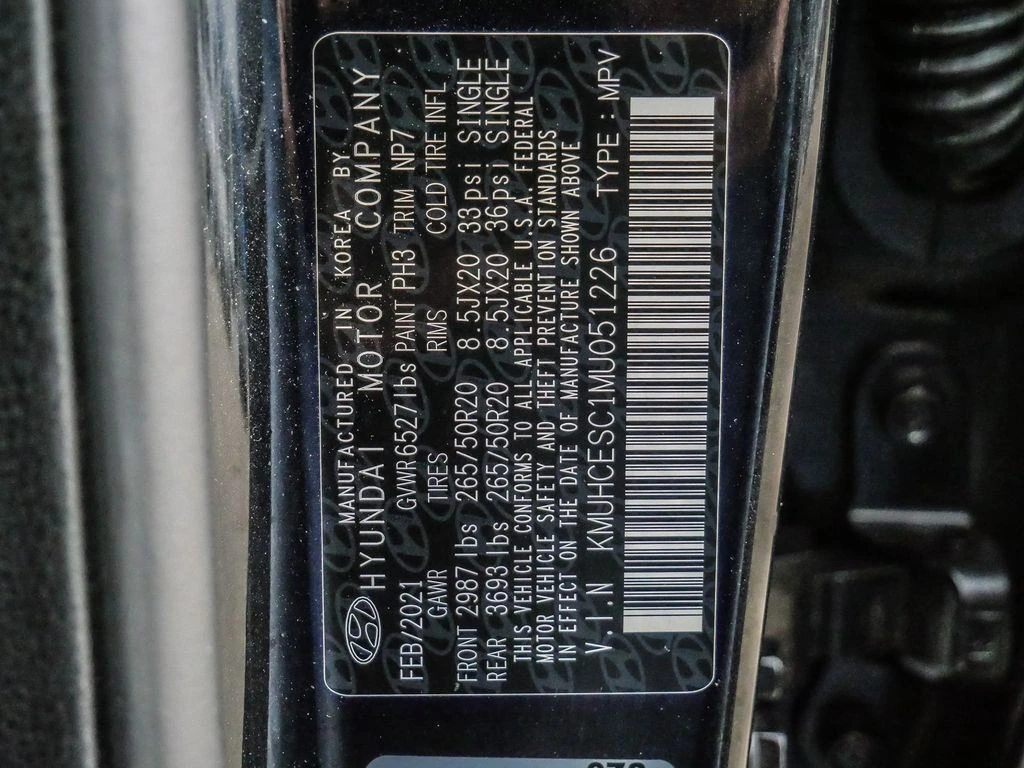 MANUFACTURED IN KOREA BY
HYUNDAI MOTOR COMPANY
FEB/2021 GVWR6527lbs PAINT PH3 TRIM NP7
GAWR TIRES RIMS COLD TIRE INFL
FRONT 2987lbs 265/50R20 8.5JX20 33psi SINGLE
REAR 3693lbs 265/50R20 8.5JX20 36psi SINGLE
THIS VEHICLE CONFORMS TO ALL APPLICABLE U.S.A. FEDERAL
MOTOR VEHICLE SAFETY AND THEFT PREVENTION STANDARDS
IN EFFECT ON THE DATE OF MANUFACTURE SHOWN ABOVE
V.I.N KMUHCESC1MU051226 TYPE : MPV